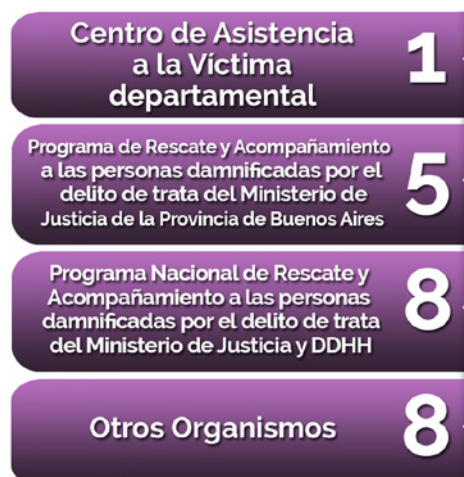 Centro de Asistencia
a la Víctima
departamental
1
Programa de Rescate y Acompañamiento
a las personas damnificadas por el
delito de trata del Ministerio de
Justicia de la Provincia de Buenos Aires
5
Programa Nacional de Rescate y
Acompañamiento a las personas
damnificadas por el delito de trata
del Ministerio de Justicia y DDHH
8
Otros Organismos
8